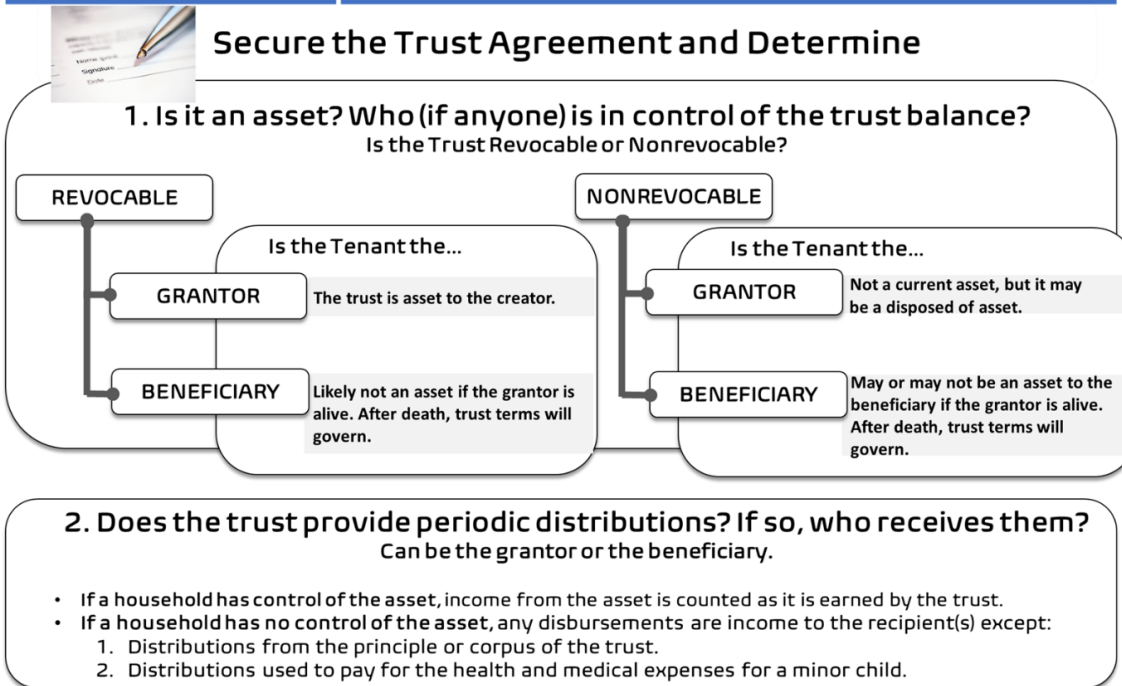 Name (print)
Signature
Date
Secure the Trust Agreement and Determine
1. Is it an asset? Who (if anyone) is in control of the trust balance?
Is the Trust Revocable or Nonrevocable?
REVOCABLE
Is the Tenant the...
GRANTOR
The trust is asset to the creator.
BENEFICIARY
Likely not an asset if the grantor is
alive. After death, trust terms will
govern.
NONREVOCABLE
Is the Tenant the...
GRANTOR
Not a current asset, but it may
be a disposed of asset.
BENEFICIARY
May or may not be an asset to the
beneficiary if the grantor is alive.
After death, trust terms will
govern.
2. Does the trust provide periodic distributions? If so, who receives them?
Can be the grantor or the beneficiary.
• If a household has control of the asset, income from the asset is counted as it is earned by the trust.
• If a household has no control of the asset, any disbursements are income to the recipient(s) except:
1. Distributions from the principle or corpus of the trust.
2. Distributions used to pay for the health and medical expenses for a minor child.